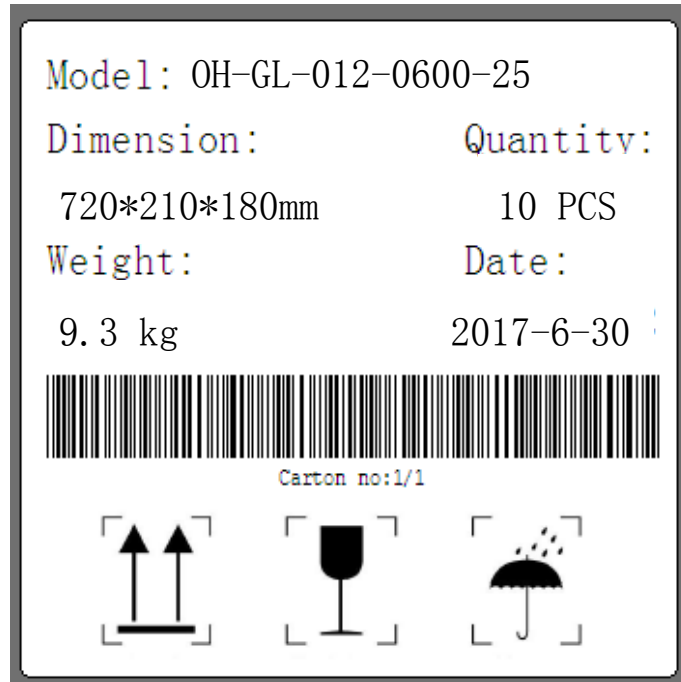 Model: OH-GL-012-0600-25
Dimension: Quantity:
720*210*180mm 10 PCS
Weight: Date:
9.3 kg 2017-6-30
Carton no:1/1